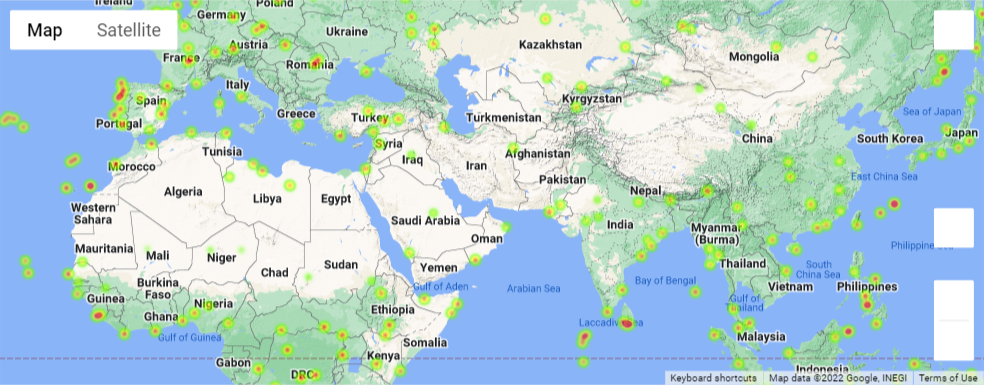 Ireland
Poland
Germany
Map
Satellite
Ukraine
Kazakhstan
Austria
France
Romania
Mongolia
Italy
Spain
Kyrgyzstan
Greece
Turkey
Turkmenistan
Sea of Japan
Portugal
Japan
China
South Korea
Syria
Tunisia
Afghanistan
Iraq
Iran
Morocco
Pakistan
East China Sea
Algeria
Libya
Egypt
Nepal
Western
Sahara
Saudi Arabia
India
Myanmar
(Burma)
Oman
Mauritania
Mali
Niger
Philippine
Chad
Sudan
Yemen
Thailand
South
China Sea
Burkina
Faso
Gulf of Aden
Arabian Sea
Bay of Bengal
Vietnam
Philippines
Guinea
Nigeria
Ethiopia
Gulf of
Thailand
Ghana
Laccadive Sea
Gulf of Guinea
Somalia
Malaysia
Gabon
Kenya
DRC
Indonesia
Keyboard shortcuts
Map data ©2022 Google, INEGI
Terms of Use